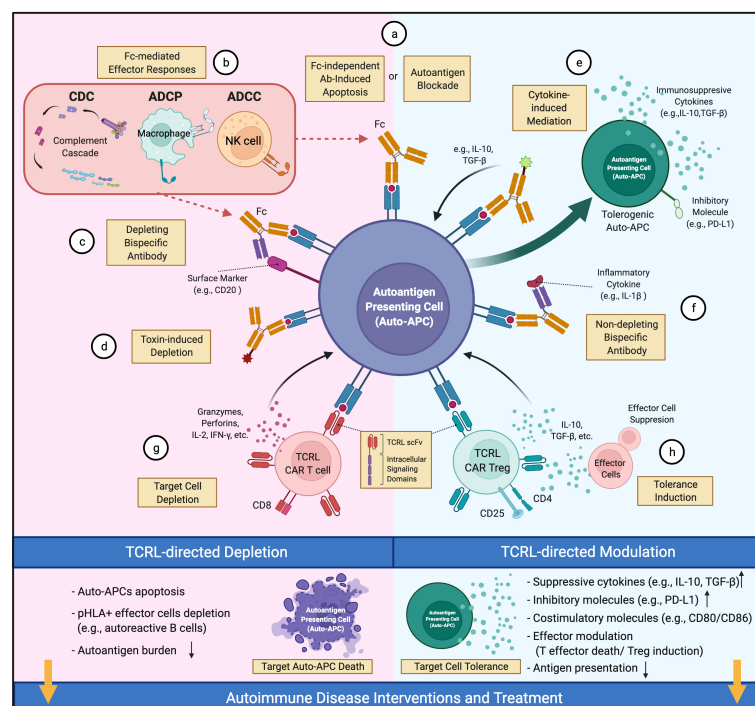 a
Fc-independent
Ab-Induced
Apoptosis
or
Autoantigen
Blockade
b
Fc-mediated
Effector Responses
CDC
ADCP
ADCC
Complement
Cascade
Macrophage
NK cell
Fc
Fc
c
Depleting
Bispecific
Antibody
Surface Marker
(e.g., CD20 )
d
Toxin-induced
Depletion
e
Cytokine-
induced
Mediation
e.g., IL-10,
TGF-β
Immunosuppresive
Cytokines
(e.g.,IL-10,TGF-β)
Autoantigen
Presenting Cell
(Auto-APC)
Tolerogenic
Auto-APC
Inhibitory
Molecule
(e.g., PD-L1)
Autoantigen
Presenting Cell
(Auto-APC)
Inflammatory
Cytokine
(e.g., IL-1β )
f
Non-depleting
Bispecific
Antibody
g
Target Cell
Depletion
Granzymes,
Perforins,
IL-2, IFN-γ, etc.
TCRL
CAR T cell
CD8
TCRL scFv
Intracellular
Signaling
Domains
TCRL
CAR Treg
CD25
CD4
IL-10,
TGF-β, etc.
Effector Cell
Suppresion
Effector
Cells
h
Tolerance
Induction
TCRL-directed Depletion
TCRL-directed Modulation
- Auto-APCs apoptosis
- pHLA+ effector cells depletion
(e.g., autoreactive B cells)
- Autoantigen burden
Autoantigen
Presenting Cell
(Auto-APC)
Target Auto-APC Death
Autoantigen
Presenting Cell
(Auto-APC)
Target Cell Tolerance
- Suppressive cytokines (e.g., IL-10, TGF-β)
- Inhibitory molecules (e.g., PD-L1)
- Costimulatory molecules (e.g., CD80/CD86)
- Effector modulation
(T effector death/ Treg induction)
- Antigen presentation
Autoimmune Disease Interventions and Treatment